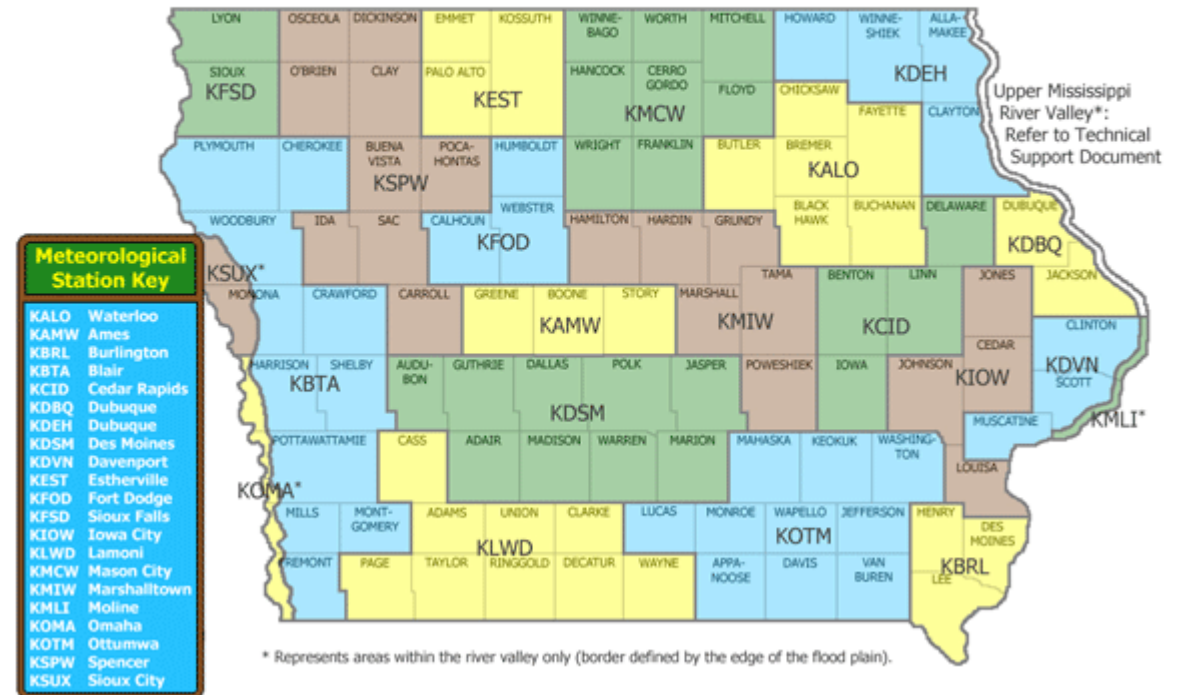 LYON
OSCEOLA
DICKINSON
EMMET
KOSSUTH
WINNE-
BAGO
WORTH
MITCHELL
HOWARD
WINNE-
SHIEK
ALLA-
MAKEE
SIOUX
KFSD
O'BRIEN
CLAY
PALO ALTO
KEST
HANCOCK
CERRO
GORDO
KMCW
FLOYD
CHICKSAW
KDEH
FAYETTE
CLAYTON
Upper Mississippi
River Valley*:
Refer to Technical
Support Document
PLYMOUTH
CHEROKEE
BUENA
VISTA
POCA-
HONTAS
KSPW
HUMBOLDT
WRIGHT
FRANKLIN
BUTLER
BREMER
KALO
WOODBURY
IDA
SAC
CALHOUN
WEBSTER
KFOD
HAMILTON
HARDIN
GRUNDY
BLACK
HAWK
BUCHANAN
DELAWARE
DUBUQUE
KDBQ
KSUX*
MONONA
CRAWFORD
CARROLL
GREENE
BOONE
STORY
KAMW
MARSHALL
TAMA
KMIW
BENTON
LINN
KCID
JONES
JACKSON
CLINTON
HARRISON
SHELBY
KBTA
AUDU-
BON
GUTHRIE
DALLAS
POLK
JASPER
KDSM
POWESHIEK
IOWA
JOHNSON
CEDAR
KIOW
KDVN
SCOTT
KMLI*
MUSCATINE
POTTAWATTAMIE
CASS
ADAIR
MADISON
WARREN
MARION
MAHASKA
KEOKUK
WASHING-
TON
LOUISA
KOMA*
MILLS
MONT-
GOMERY
ADAMS
UNION
CLARKE
KLWD
LUCAS
MONROE
WAPELLO
JEFFERSON
KOTM
HENRY
DES
MOINES
KBRL
LEE
FREMONT
PAGE
TAYLOR
RINGGOLD
DECATUR
WAYNE
APPA-
NOOSE
DAVIS
VAN
BUREN
Meteorological
Station Key
KALO Waterloo
KAMW Ames
KBRL Burlington
KBTA Blair
KCID Cedar Rapids
KDBQ Dubuque
KDEH Dubuque
KDSM Des Moines
KDVN Davenport
KEST Estherville
KFOD Fort Dodge
KFSD Sioux Falls
KIOW Iowa City
KLWD Lamoni
KMCW Mason City
KMIW Marshalltown
KMLI Moline
KOMA Omaha
KOTM Ottumwa
KSPW Spencer
KSUX Sioux City
* Represents areas within the river valley only (border defined by the edge of the flood plain).